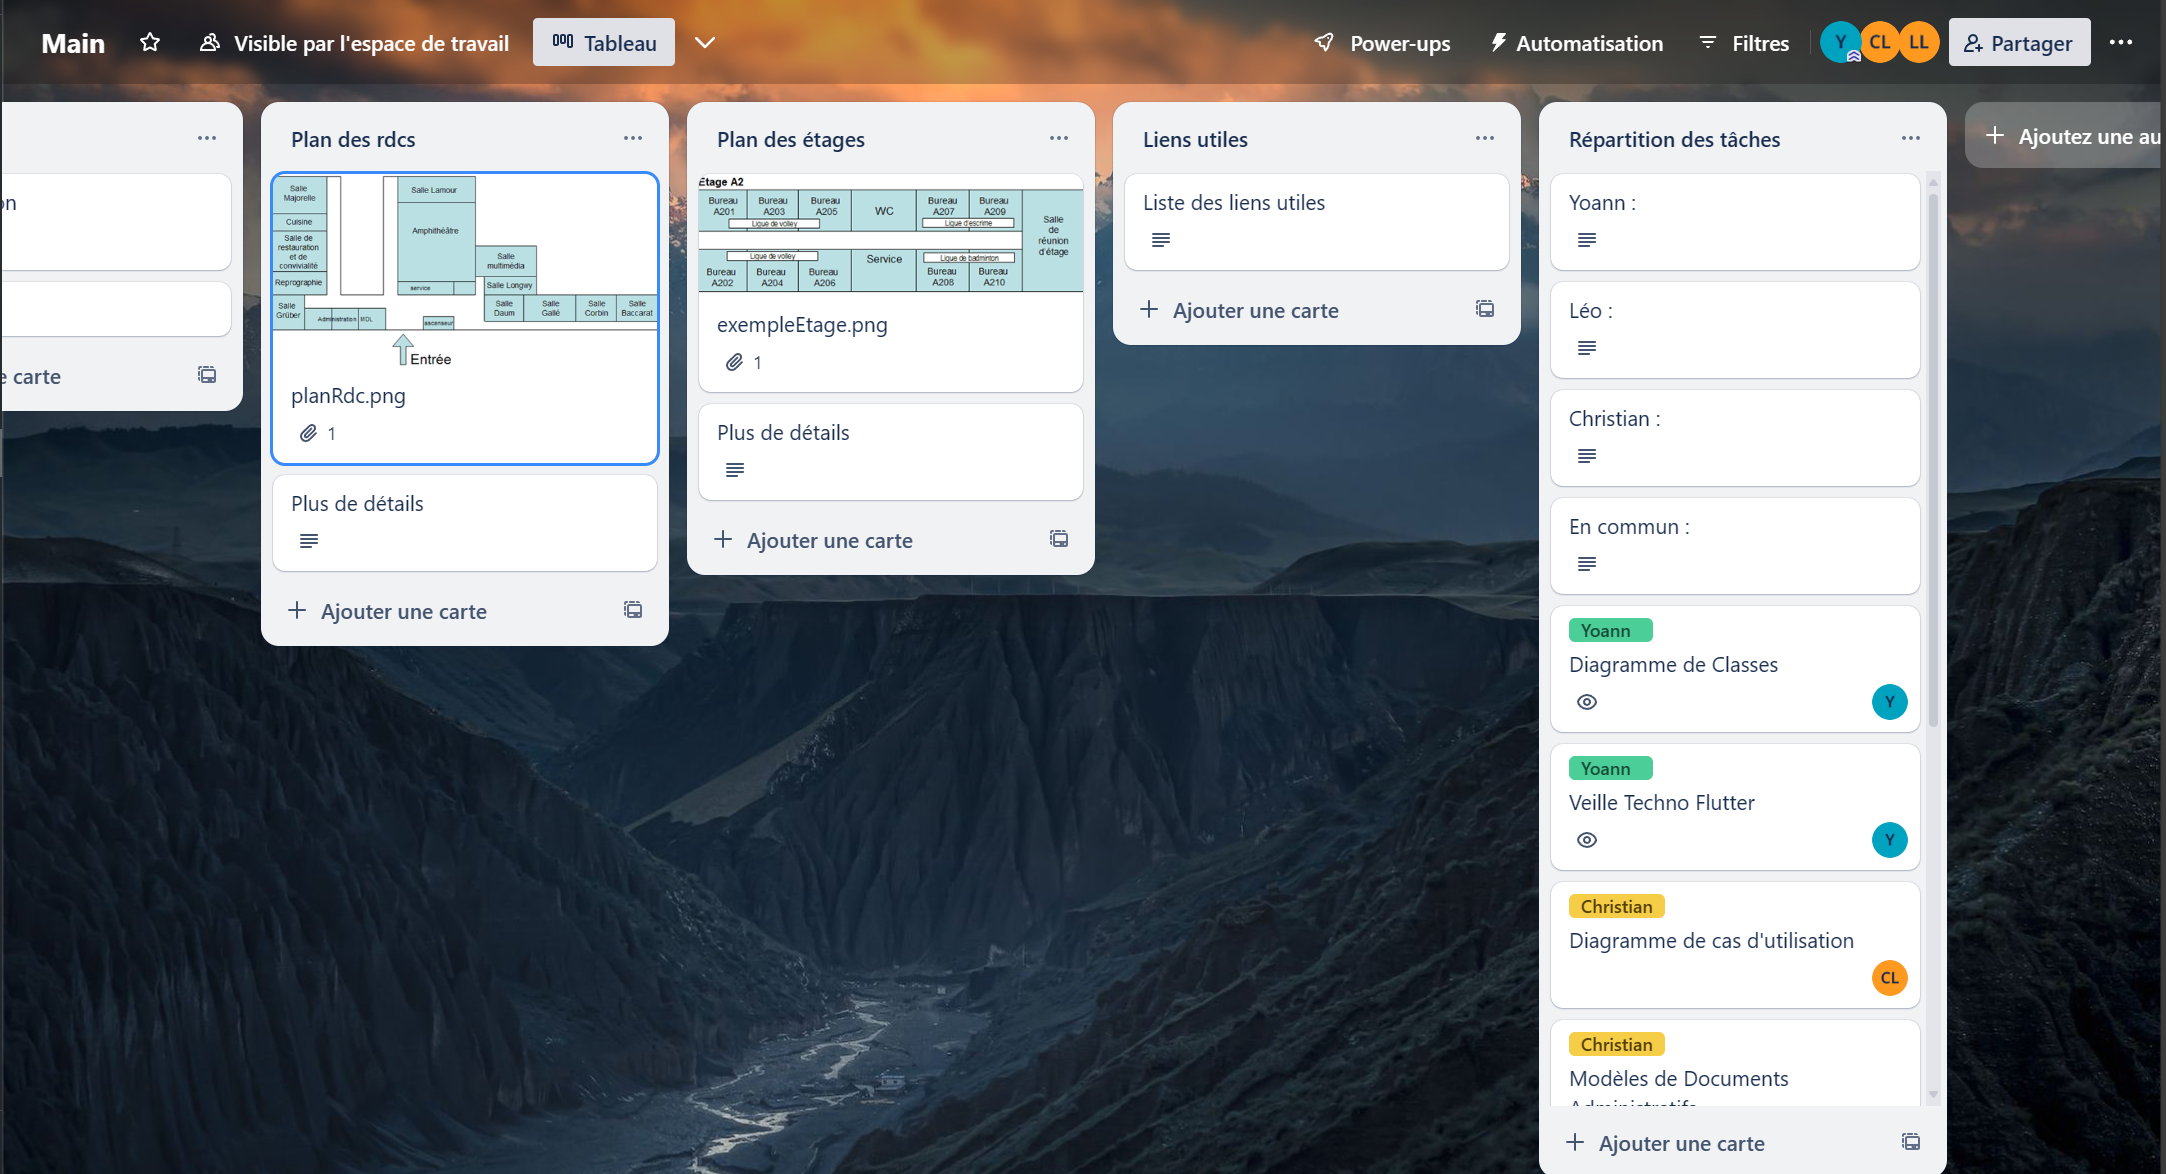 Main
Visible par l'espace de travail
Tableau
Power-ups
Automatisation
Filtres
Y
CL
LL
Partager
on
e carte
Plan des rdcs
Salle
Majorelle
Cuisine
Salle de
restauration
et de
convivialité
Reprographie
Salle
Grüber
Administration
MDL
Salle Lamour
Amphithéâtre
service
ascenseur
Salle
multimédia
Salle Longwy
Salle
Daum
Salle
Gallé
Salle
Corbin
Salle
Baccarat
Entrée
planRdc.png
1
Plus de détails
Ajouter une carte
Plan des étages
Etage A2
Bureau
A201
Bureau
A203
Bureau
A205
Ligue de volley
WC
Bureau
A207
Bureau
A209
Ligue d'escrime
Salle
de
réunion
d'étage
Ligue de volley
Bureau
A202
Bureau
A204
Bureau
A206
Service
Ligue de badminton
Bureau
A208
Bureau
A210
exempleEtage.png
1
Plus de détails
Ajouter une carte
Liens utiles
Liste des liens utiles
Ajouter une carte
Répartition des tâches
Yoann :
Léo :
Christian :
En commun :
Yoann
Diagramme de Classes
Y
Yoann
Veille Techno Flutter
Y
Christian
Diagramme de cas d'utilisation
CL
Christian
Modèles de Documents
Administratifs
Ajouter une carte
Ajoutez une au